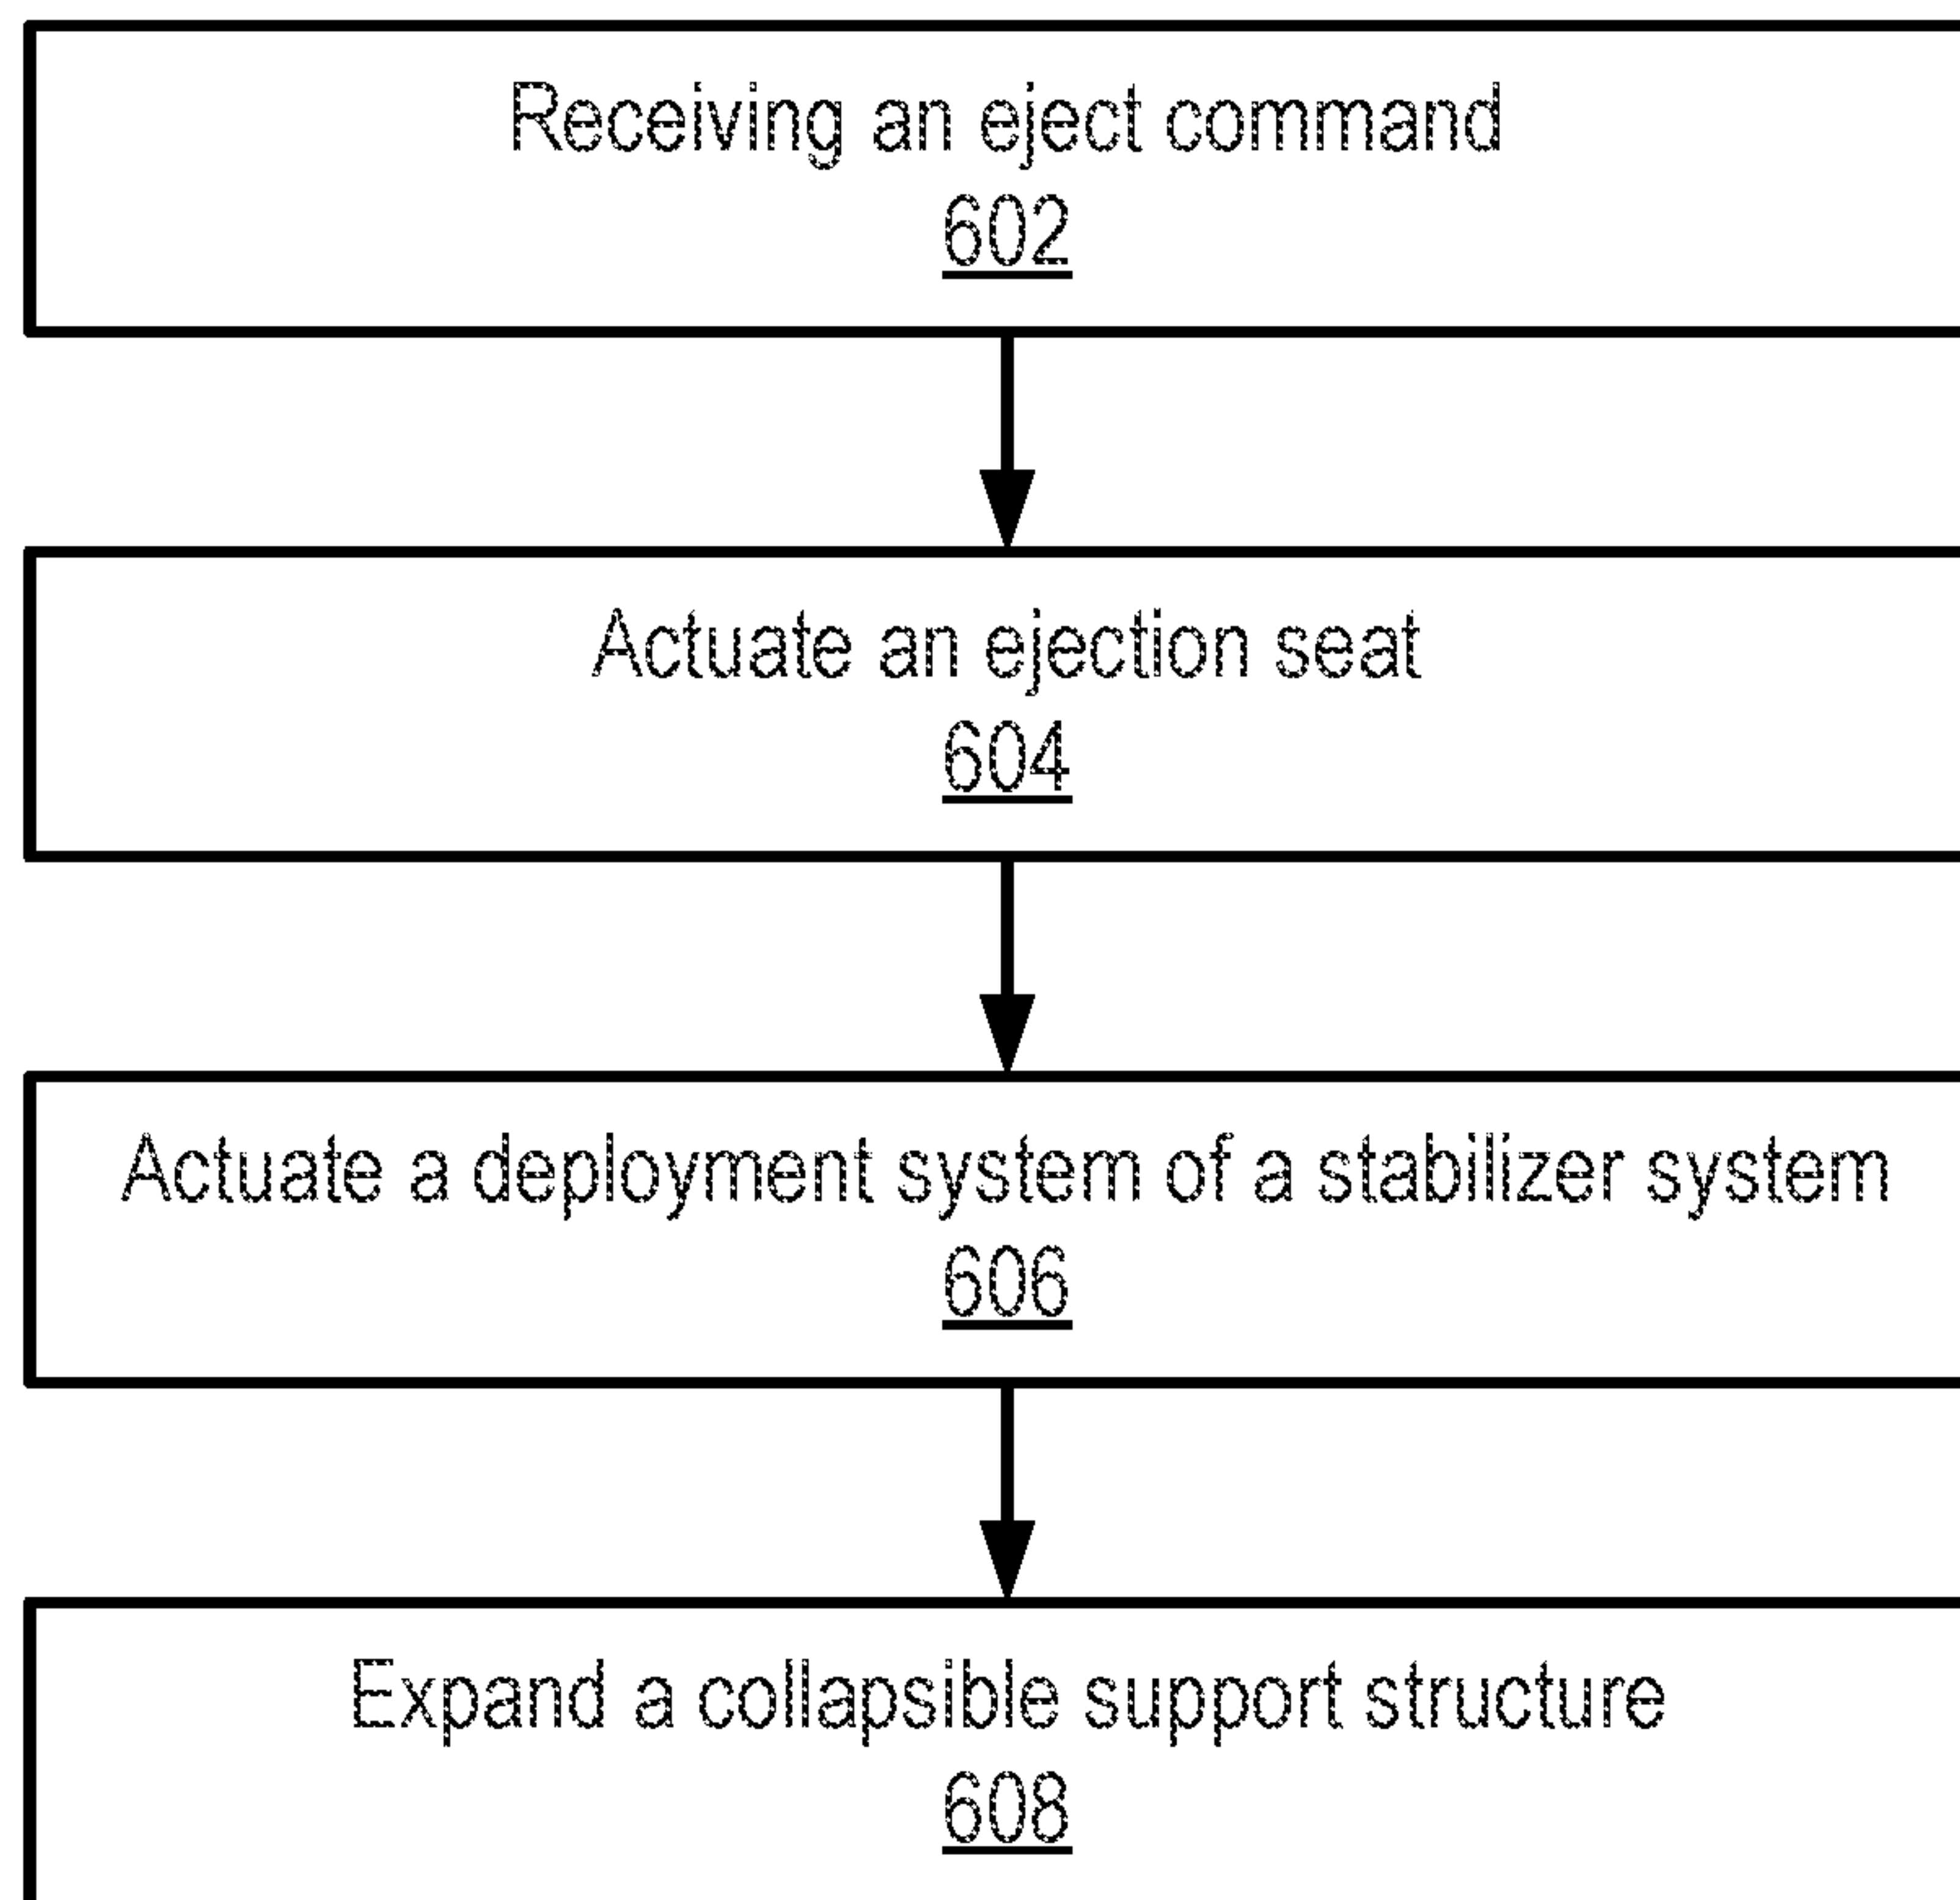 Receiving an eject command
602
Actuate an ejection seat
604
Actuate a deployment system of a stabilizer system
606
Expand a collapsible support structure
608